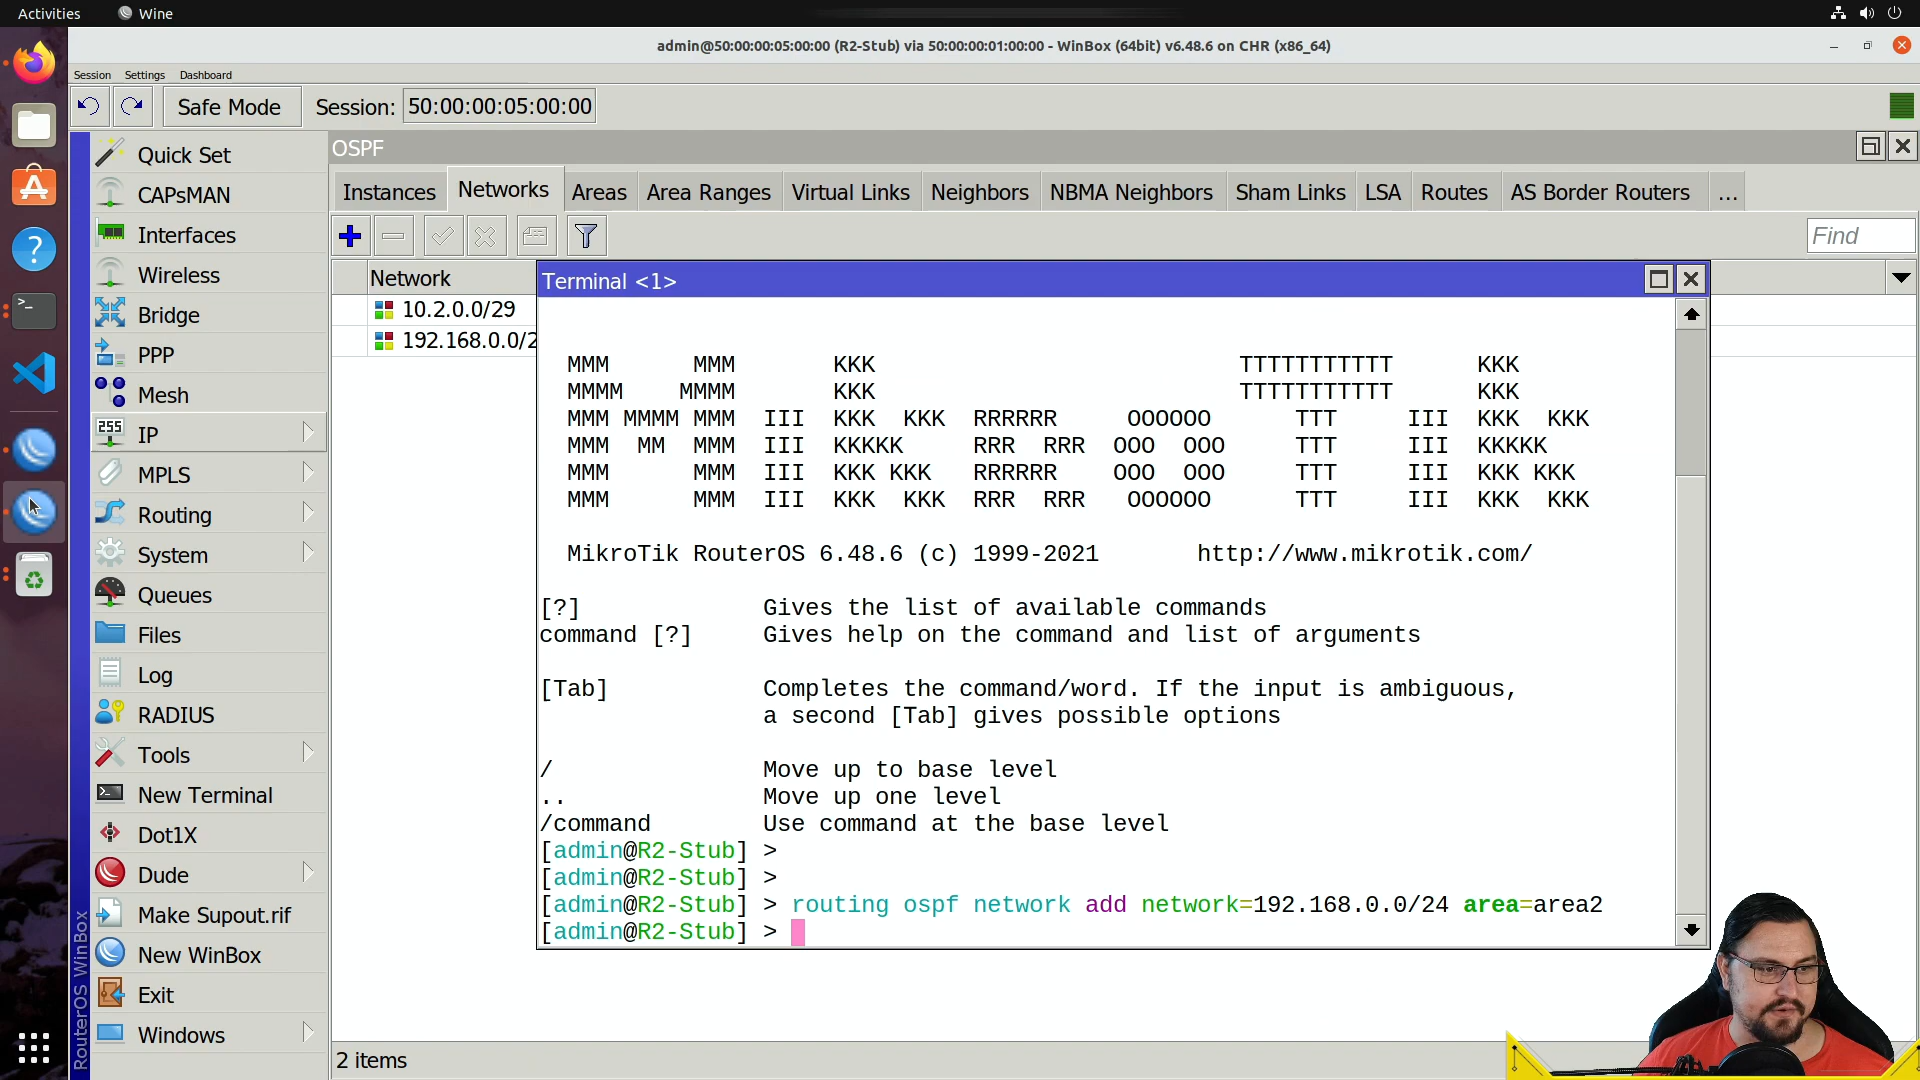 Activities
Wine
admin@50:00:00:05:00:00 (R2-Stub) via 50:00:00:01:00:00 - WinBox (64bit) v6.48.6 on CHR (x86_64)
Session Settings Dashboard
Safe Mode
Session: 50:00:00:05:00:00
Quick Set
CAPsMAN
Interfaces
Wireless
Bridge
PPP
Mesh
255
IP
MPLS
Routing
System
Queues
Files
Log
RADIUS
Tools
New Terminal
Dot1X
Dude
Make Supout.rif
New WinBox
Exit
Windows
RouterOS WinBox
OSPF
Instances Networks Areas Area Ranges Virtual Links Neighbors NBMA Neighbors Sham Links LSA Routes AS Border Routers ...
Find
Network
10.2.0.0/29
192.168.0.0/2
Terminal <1>
MMM      MMM       KKK                          TTTTTTTTTTT      KKK
MMMM    MMMM       KKK                          TTTTTTTTTTT      KKK
MMM MMMM MMM  III  KKK  KKK  RRRRRR     OOOOOO      TTT     III  KKK  KKK
MMM  MM  MMM  III  KKKKK     RRR  RRR  OOO  OOO     TTT     III  KKKKK
MMM      MMM  III  KKK KKK   RRRRRR    OOO  OOO     TTT     III  KKK KKK
MMM      MMM  III  KKK  KKK  RRR  RRR   OOOOOO      TTT     III  KKK  KKK
MikroTik RouterOS 6.48.6 (c) 1999-2021       http://www.mikrotik.com/
[?]             Gives the list of available commands
command [?]     Gives help on the command and list of arguments
[Tab]           Completes the command/word. If the input is ambiguous,
a second [Tab] gives possible options
/               Move up to base level
..              Move up one level
/command        Use command at the base level
[admin@R2-Stub] >
[admin@R2-Stub] >
[admin@R2-Stub] > routing ospf network add network=192.168.0.0/24 area=area2
[admin@R2-Stub] >
2 items